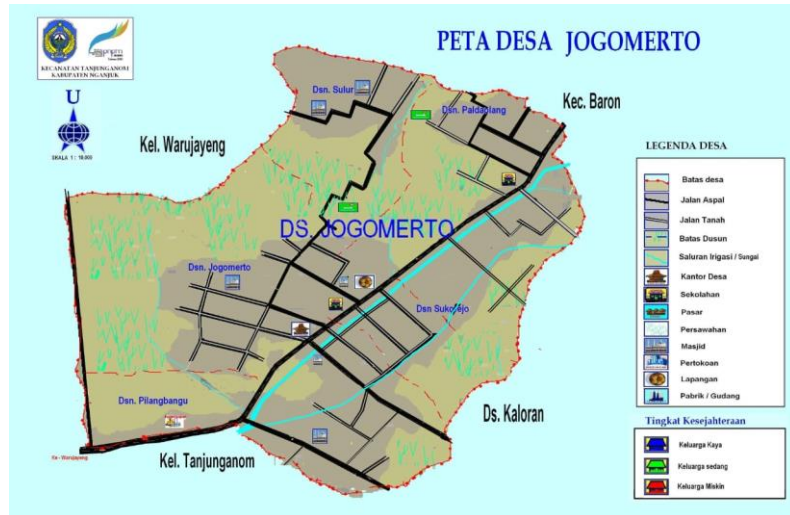 PETA DESA JOGOMERTO
KECAMATAN TANJUNGANOM
KABUPATEN NGANJUK
U
SKALA 1 : 10.000
Dsn. Sulur
Dsn. Paldaplang
Kec. Baron
Kel. Warujayeng
DS. JOGOMERTO
Dsn. Jogomerto
Dsn Sukorejo
Dsn. Pilangbangu
Ds. Kaloran
Kel. Tanjunganom
Ke - Warujayeng
LEGENDA DESA
Batas desa
Jalan Aspal
Jalan Tanah
Batas Dusun
Saluran Irigasi / Sungai
Kantor Desa
Sekolahan
Pasar
Persawahan
Masjid
Pertokoan
Lapangan
Pabrik / Gudang
Tingkat Kesejahteraan
Keluarga Kaya
Keluarga sedang
Keluarga Miskin